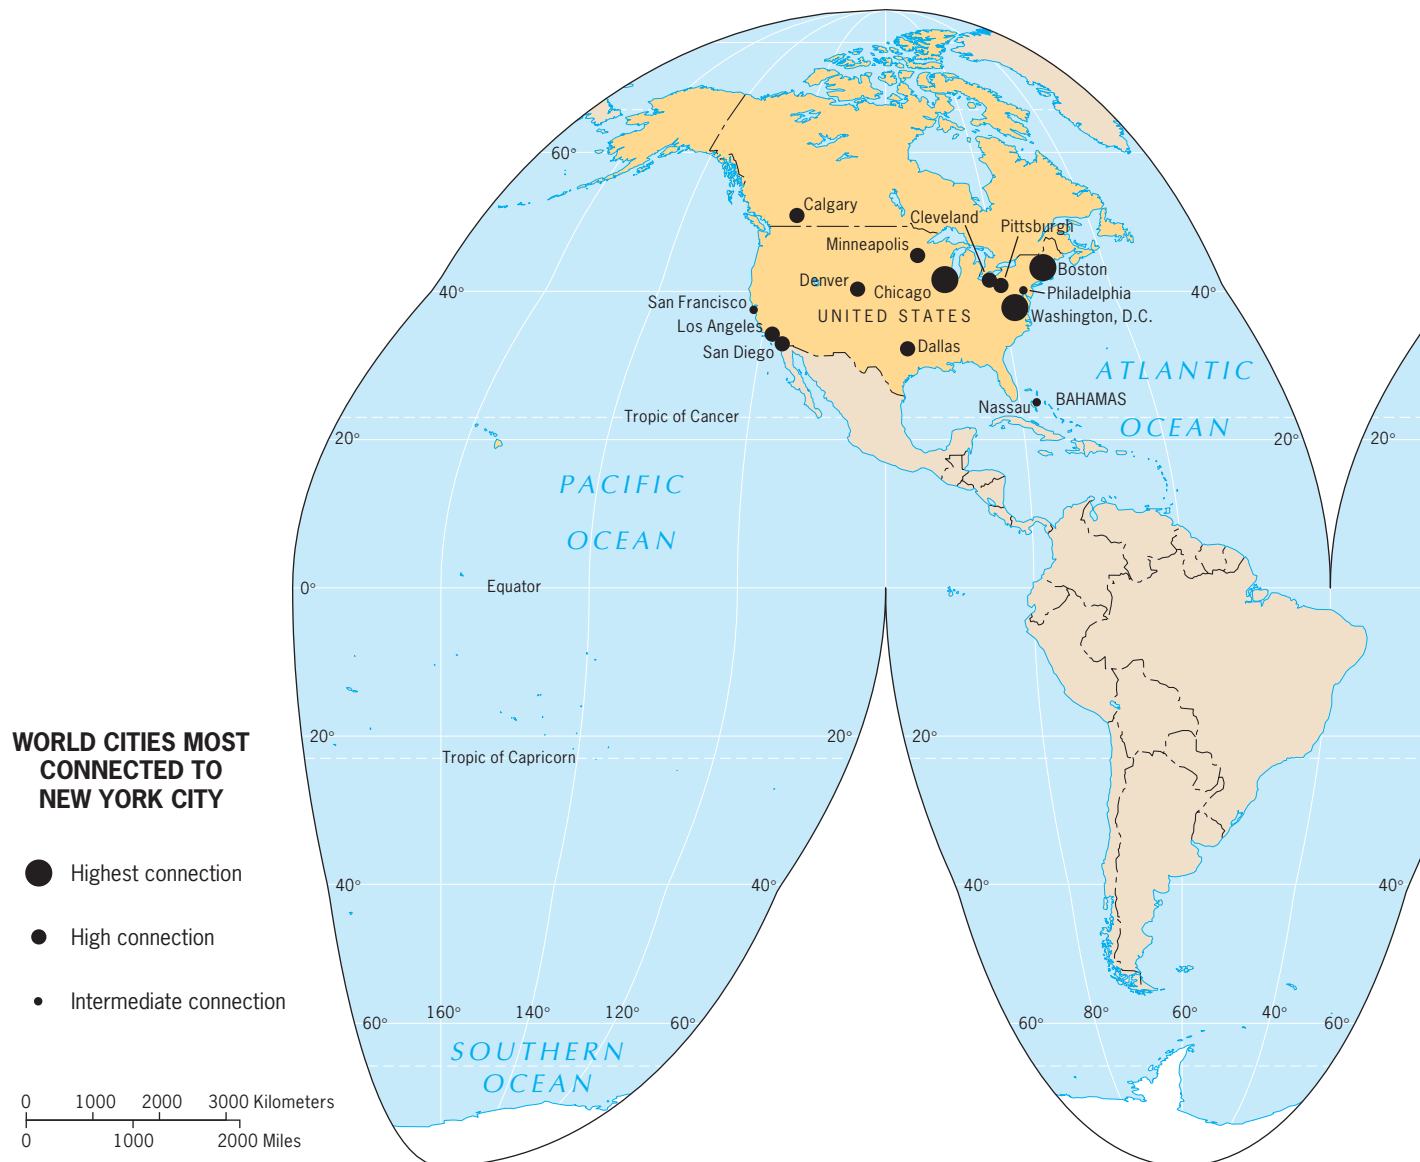 60°
Calgary
Cleveland
Pittsburgh
Minneapolis
Boston
Denver
Chicago
Philadelphia
40°
40°
San Francisco
UNITED STATES
Washington, D.C.
Los Angeles
San Diego
Dallas
ATLANTIC
OCEAN
Nassau
BAHAMAS
Tropic of Cancer
20°
20°
20°
PACIFIC
OCEAN
0°
Equator
WORLD CITIES MOST
CONNECTED TO
NEW YORK CITY
20°
20°
20°
Tropic of Capricorn
Highest connection
40°
40°
40°
40°
High connection
Intermediate connection
60°
160°
140°
120°
60°
60°
80°
60°
40°
60°
SOUTHERN
OCEAN
0 1000 2000 3000 Kilometers
0 1000 2000 Miles